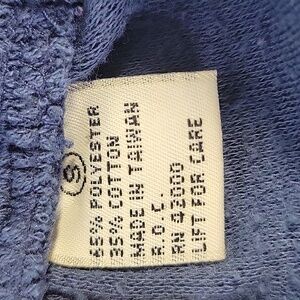 S
65% POLYESTER
35% COTTON
MADE IN TAIWAN
R.O.C.
RN 42000
LIFT FOR CARE